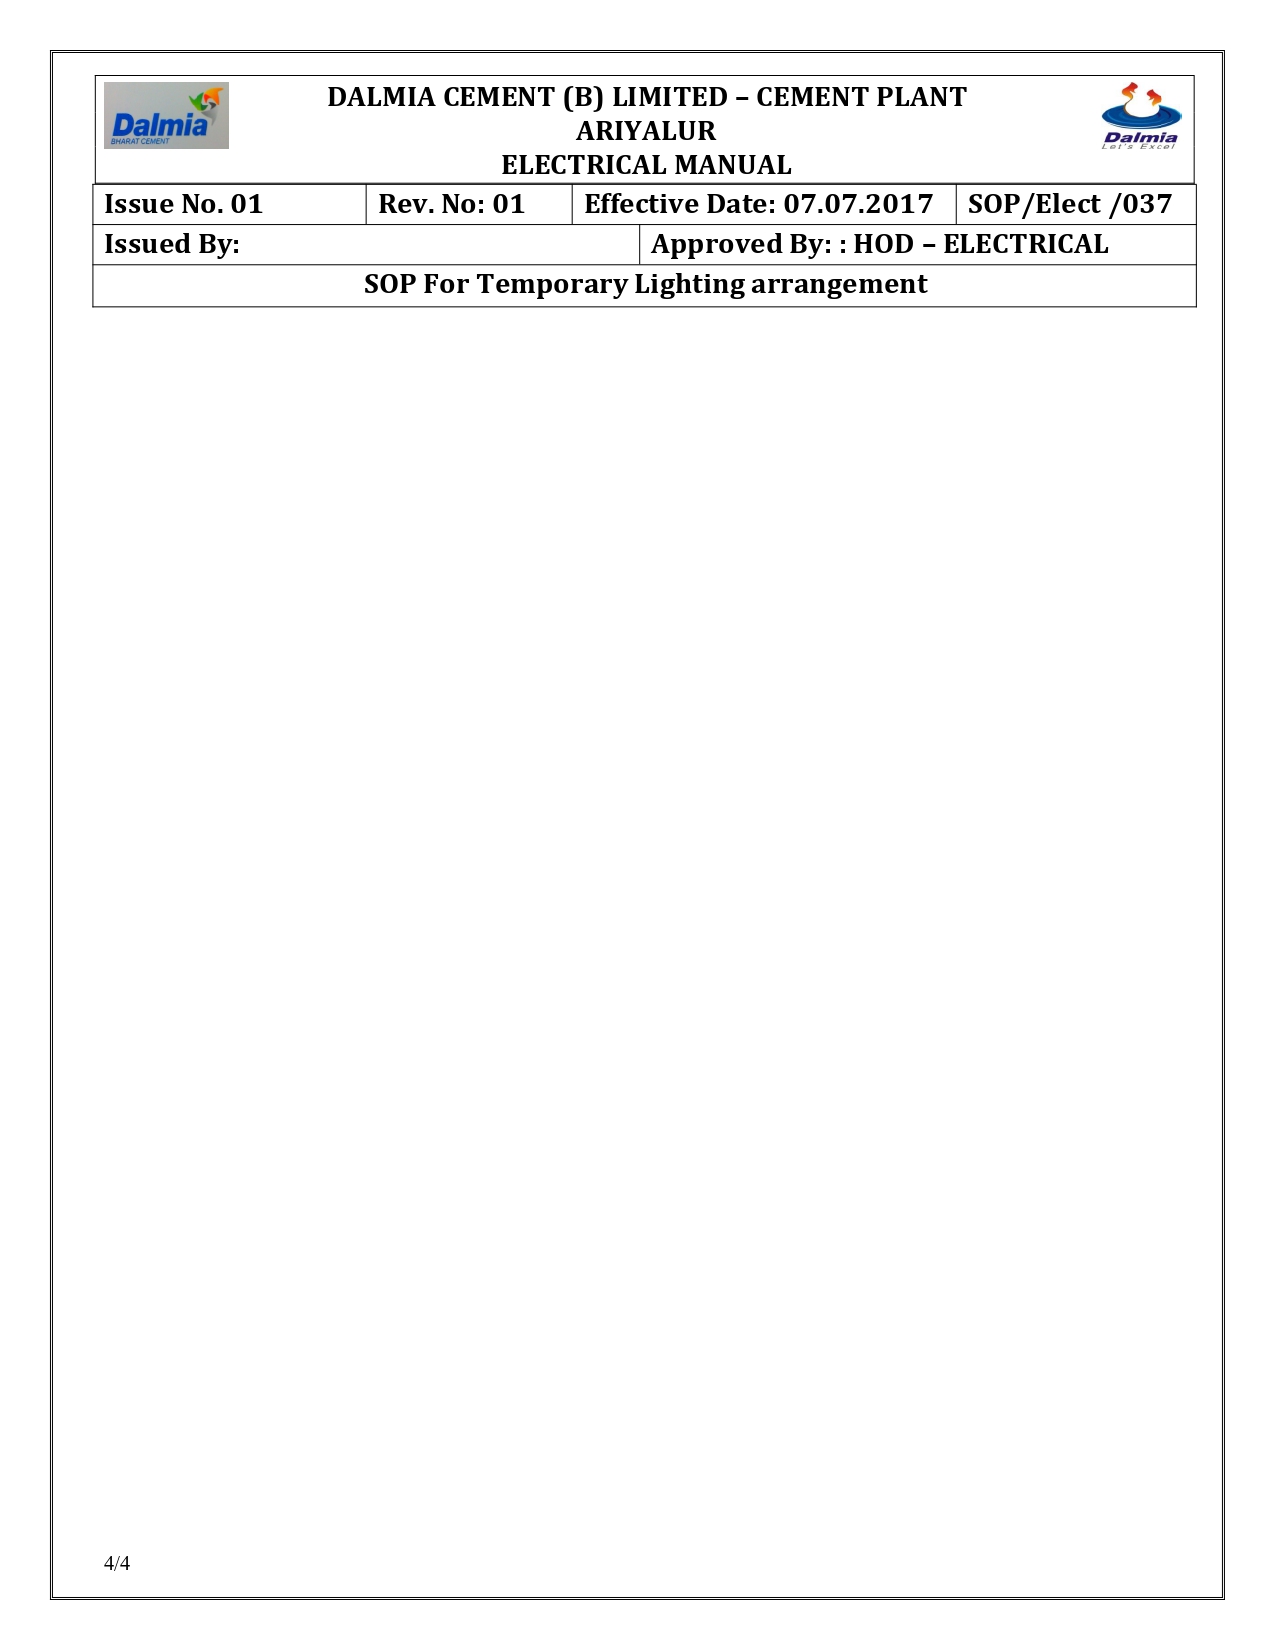 Dalmia
BHARAT CEMENT
DALMIA CEMENT (B) LIMITED – CEMENT PLANT
ARIYALUR
ELECTRICAL MANUAL
Dalmia
Let's Excel
Issue No. 01 Rev. No: 01 Effective Date: 07.07.2017 SOP/Elect /037
Issued By: Approved By: : HOD – ELECTRICAL
SOP For Temporary Lighting arrangement
4/4